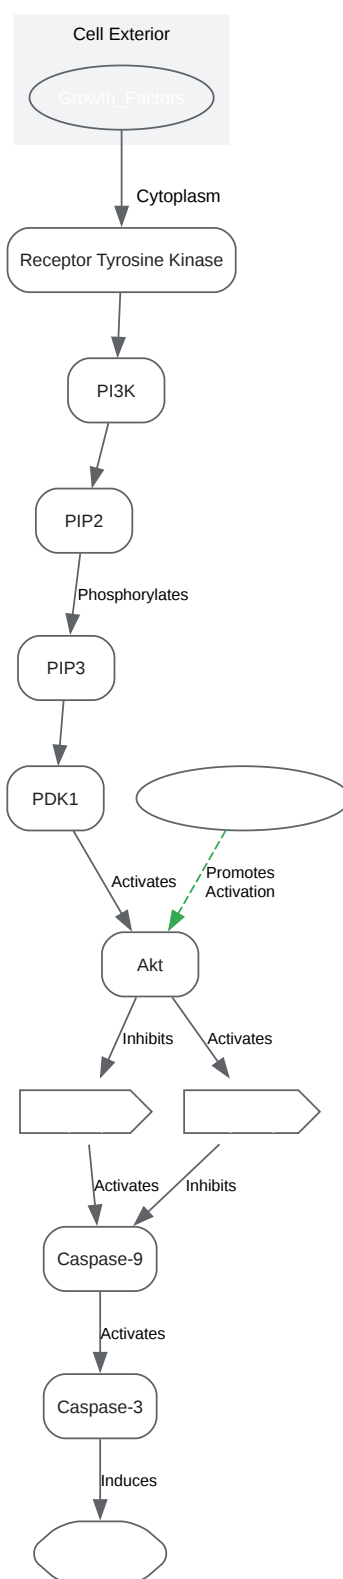 Cell Exterior
Growth_Factors
Cytoplasm
Receptor Tyrosine Kinase
PI3K
PIP2
Phosphorylates
PIP3
PDK1
Activates
Promotes
Activation
Akt
Inhibits
Activates
Activates
Inhibits
Caspase-9
Activates
Caspase-3
Induces